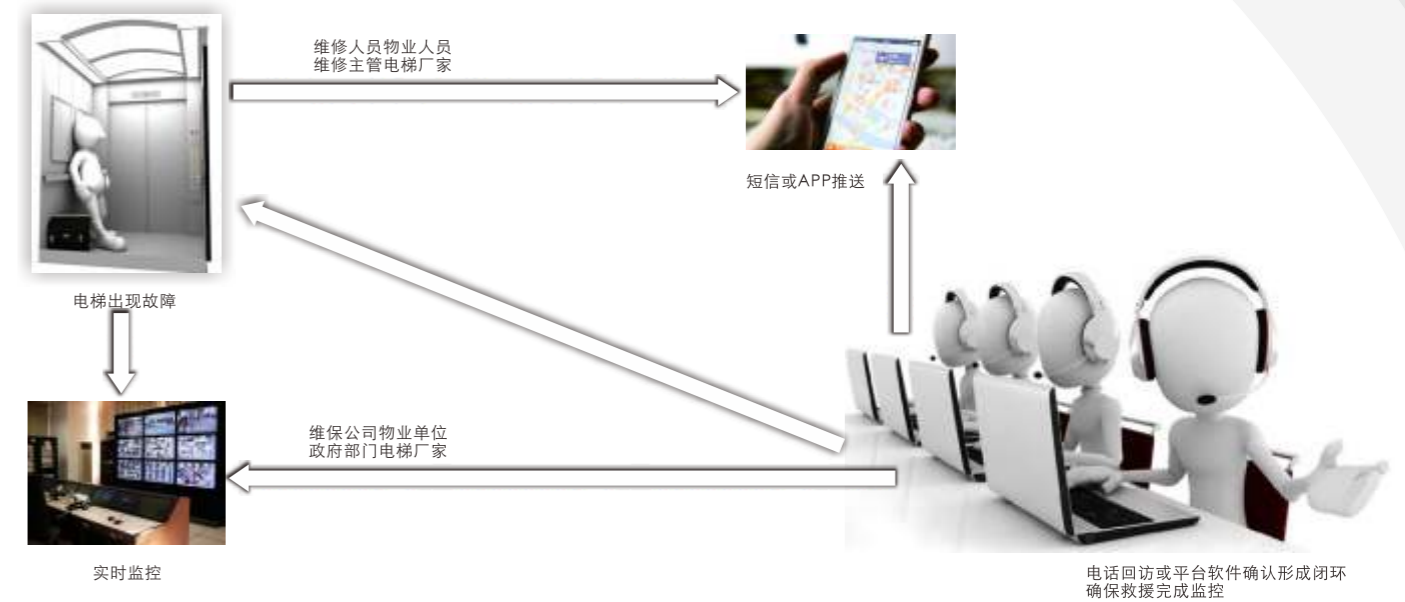 维修人员物业人员
维修主管电梯厂家
短信或APP推送
电梯出现故障
维保公司物业单位
政府部门电梯厂家
实时监控
电话回访或平台软件确认形成闭环
确保救援完成监控